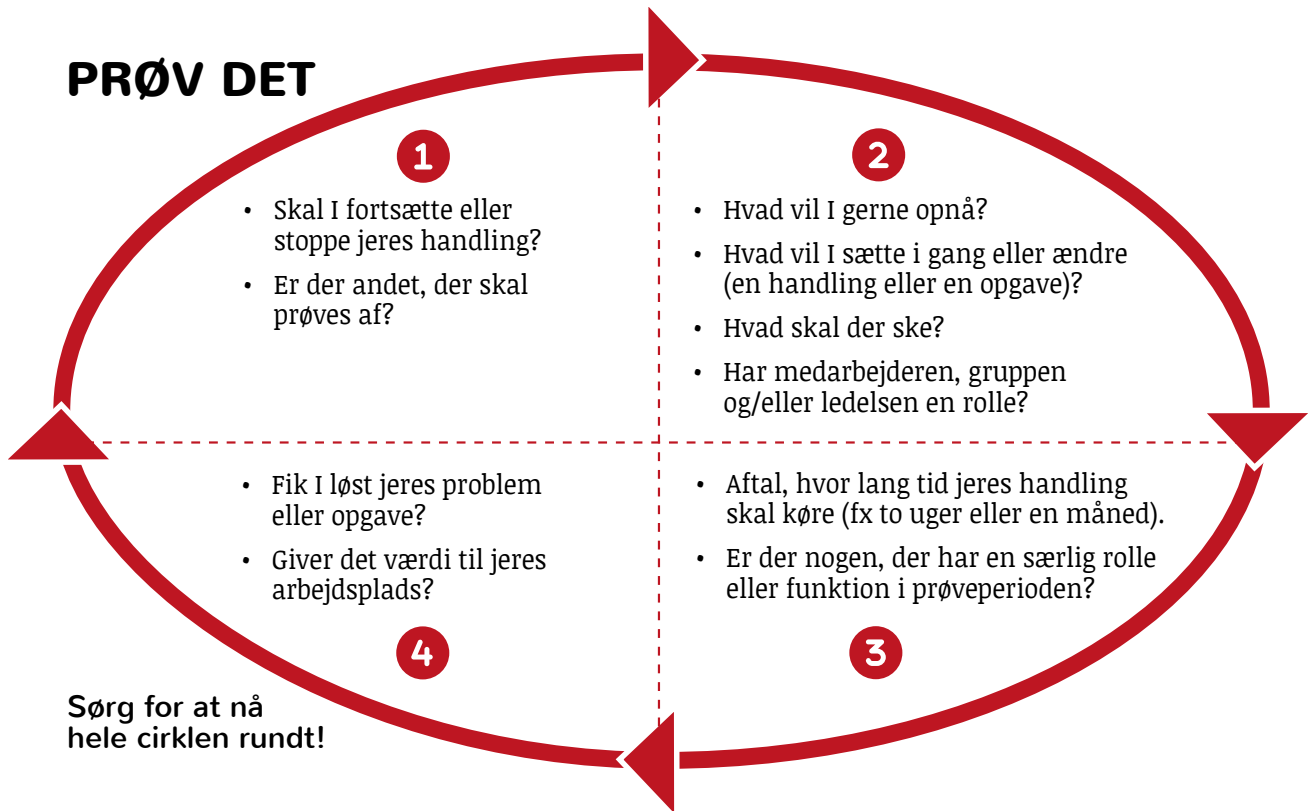 PRØV DET
1
• Skal I fortsætte eller
stoppe jeres handling?
• Er der andet, der skal
prøves af?
2
• Hvad vil I gerne opnå?
• Hvad vil I sætte i gang eller ændre
(en handling eller en opgave)?
• Hvad skal der ske?
• Har medarbejderen, gruppen
og/eller ledelsen en rolle?
• Aftal, hvor lang tid jeres handling
skal køre (fx to uger eller en måned).
• Er der nogen, der har en særlig rolle
eller funktion i prøveperioden?
3
• Fik I løst jeres problem
eller opgave?
• Giver det værdi til jeres
arbejdsplads?
4
Sørg for at nå
hele cirklen rundt!